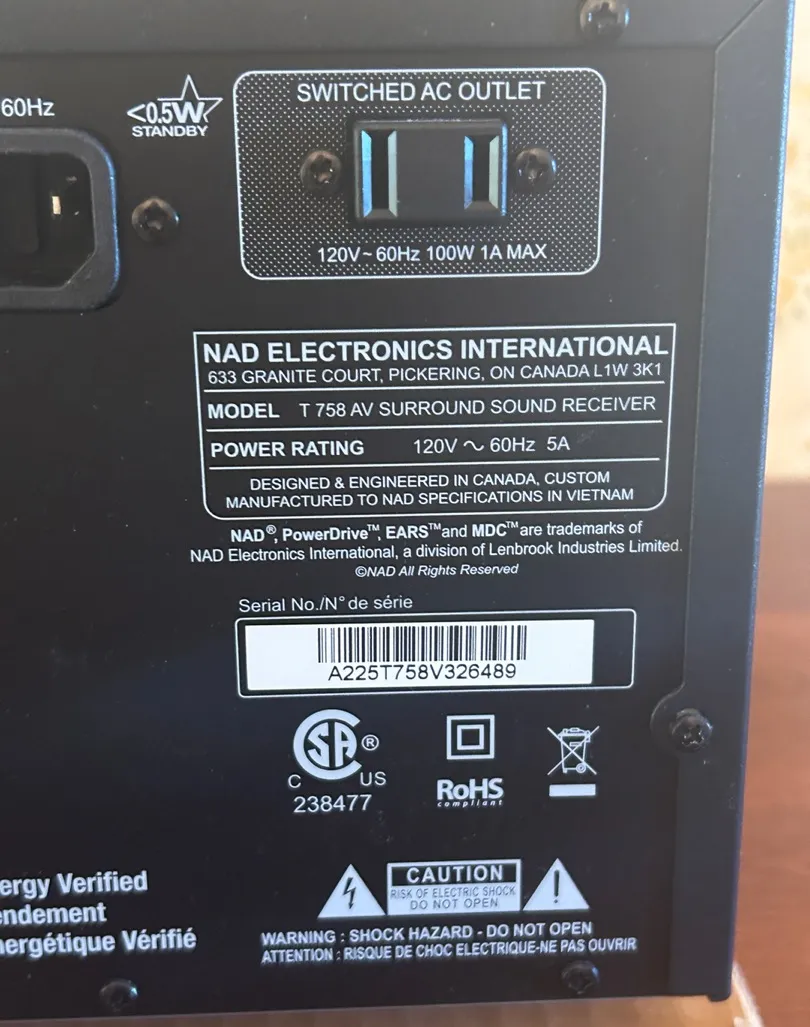 60Hz
<0.5W
STANDBY
SWITCHED AC OUTLET
120V~60Hz 100W 1A MAX
NAD ELECTRONICS INTERNATIONAL
633 GRANITE COURT, PICKERING, ON CANADA L1W 3K1
MODEL T 758 AV SURROUND SOUND RECEIVER
POWER RATING 120V ~ 60Hz 5A
DESIGNED & ENGINEERED IN CANADA, CUSTOM
MANUFACTURED TO NAD SPECIFICATIONS IN VIETNAM
NAD®, PowerDrive™, EARS™ and MDC™ are trademarks of
NAD Electronics International, a division of Lenbrook Industries Limited.
©NAD All Rights Reserved
Serial No./N° de série
A225T758V326489
SA ®
C US
238477
RoHS
compliant
ergy Verified
endement
nergétique Vérifié
CAUTION
RISK OF ELECTRIC SHOCK
DO NOT OPEN
WARNING : SHOCK HAZARD - DO NOT OPEN
ATTENTION : RISQUE DE CHOC ELECTRIQUE-NE PAS OUVRIR